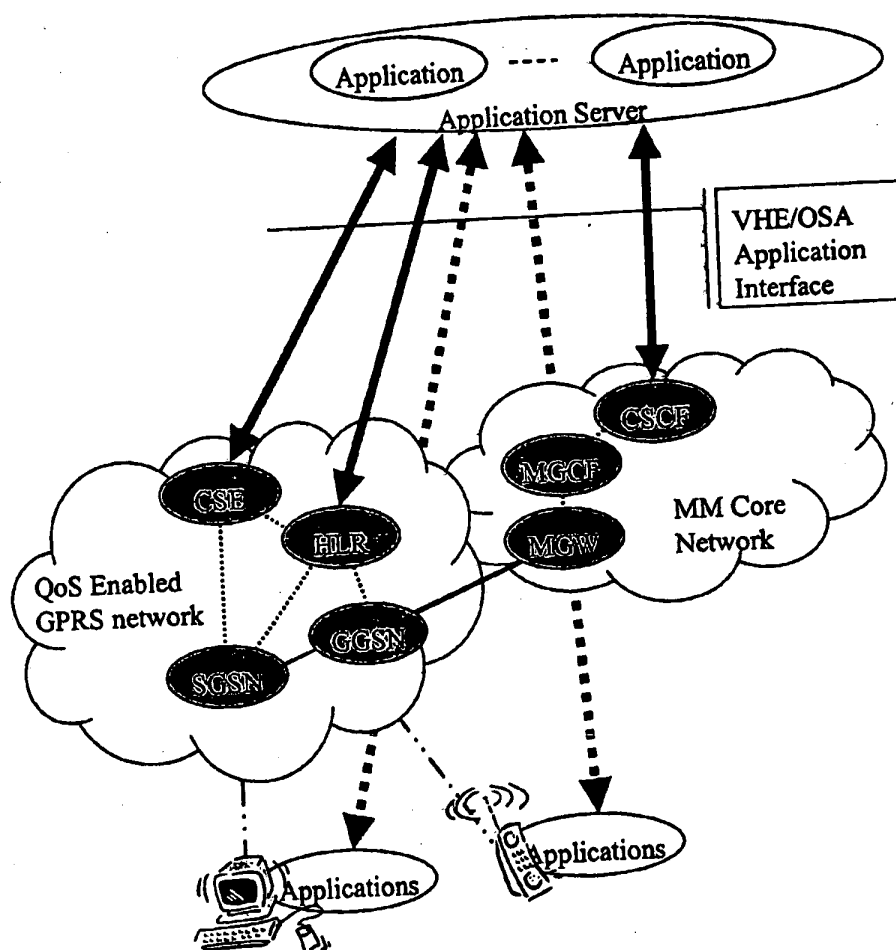 Application
Application
Application Server
VHE/OSA
Application
Interface
CSCF
MGCF
CSE
MM Core
Network
HLR
MGW
QoS Enabled
GPRS network
GGSN
SGSN
Applications
Applications